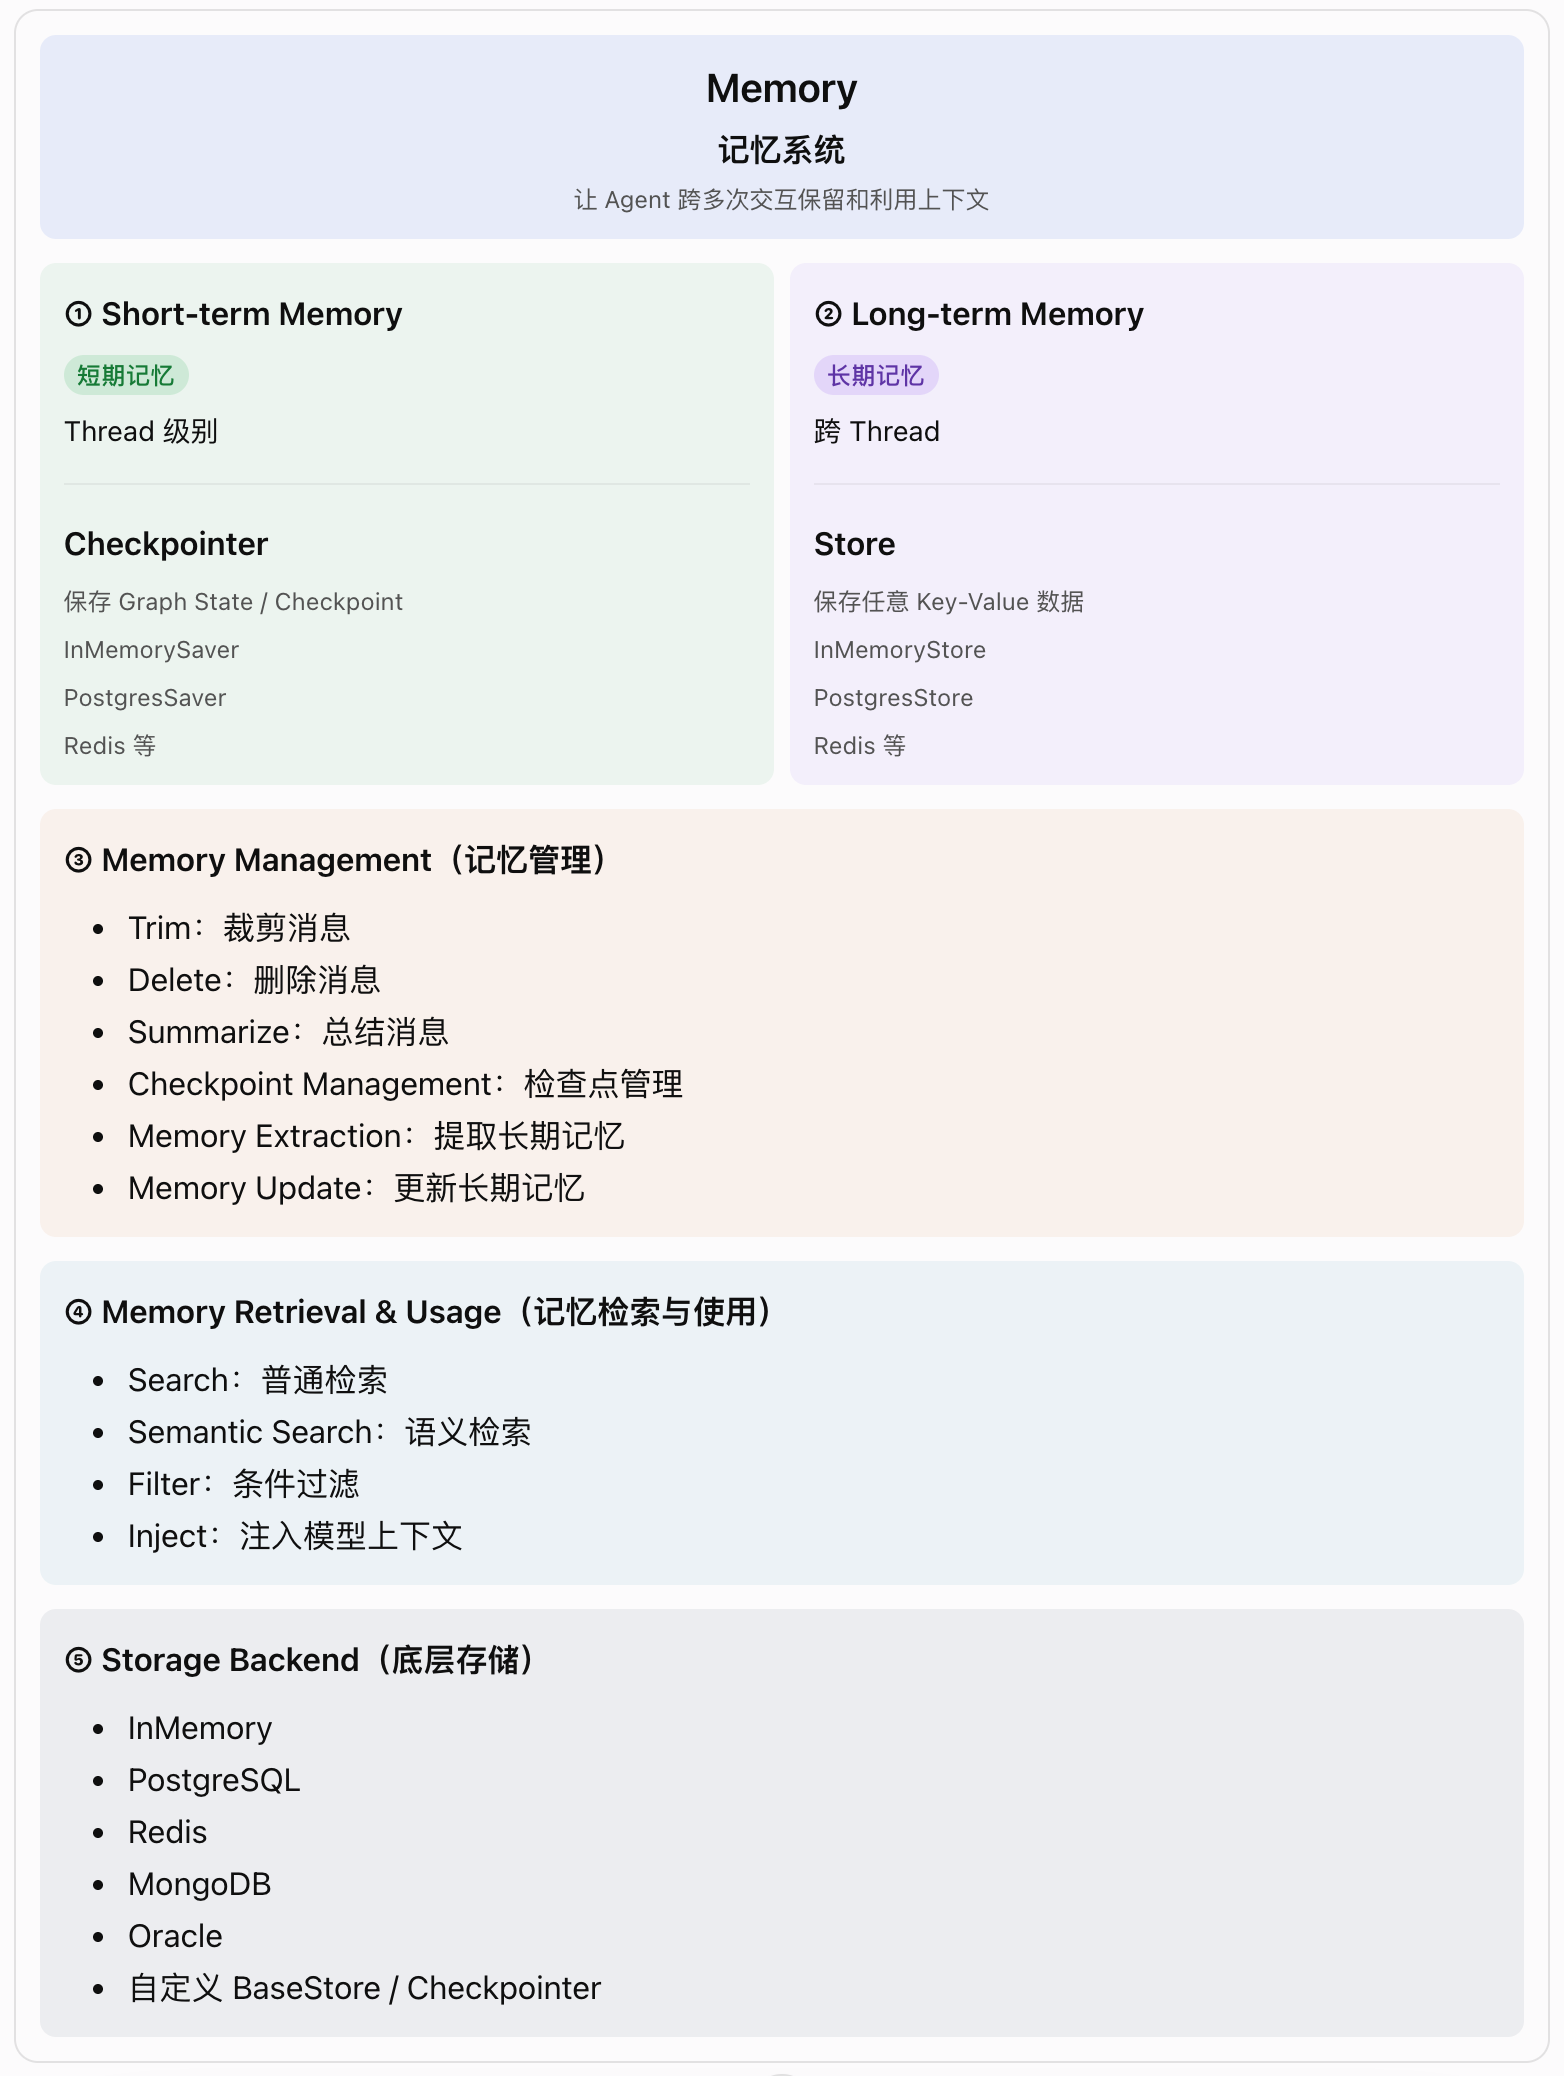 Memory
记忆系统
让 Agent 跨多次交互保留和利用上下文
① Short-term Memory
短期记忆
Thread 级别
Checkpointer
保存 Graph State / Checkpoint
InMemorySaver
PostgresSaver
Redis 等
② Long-term Memory
长期记忆
跨 Thread
Store
保存任意 Key-Value 数据
InMemoryStore
PostgresStore
Redis 等
③ Memory Management（记忆管理）
• Trim：裁剪消息
• Delete：删除消息
• Summarize：总结消息
• Checkpoint Management：检查点管理
• Memory Extraction：提取长期记忆
• Memory Update：更新长期记忆
④ Memory Retrieval & Usage（记忆检索与使用）
• Search：普通检索
• Semantic Search：语义检索
• Filter：条件过滤
• Inject：注入模型上下文
⑤ Storage Backend（底层存储）
• InMemory
• PostgreSQL
• Redis
• MongoDB
• Oracle
• 自定义 BaseStore / Checkpointer